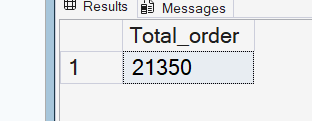 Results Messages
Total_order
1 21350